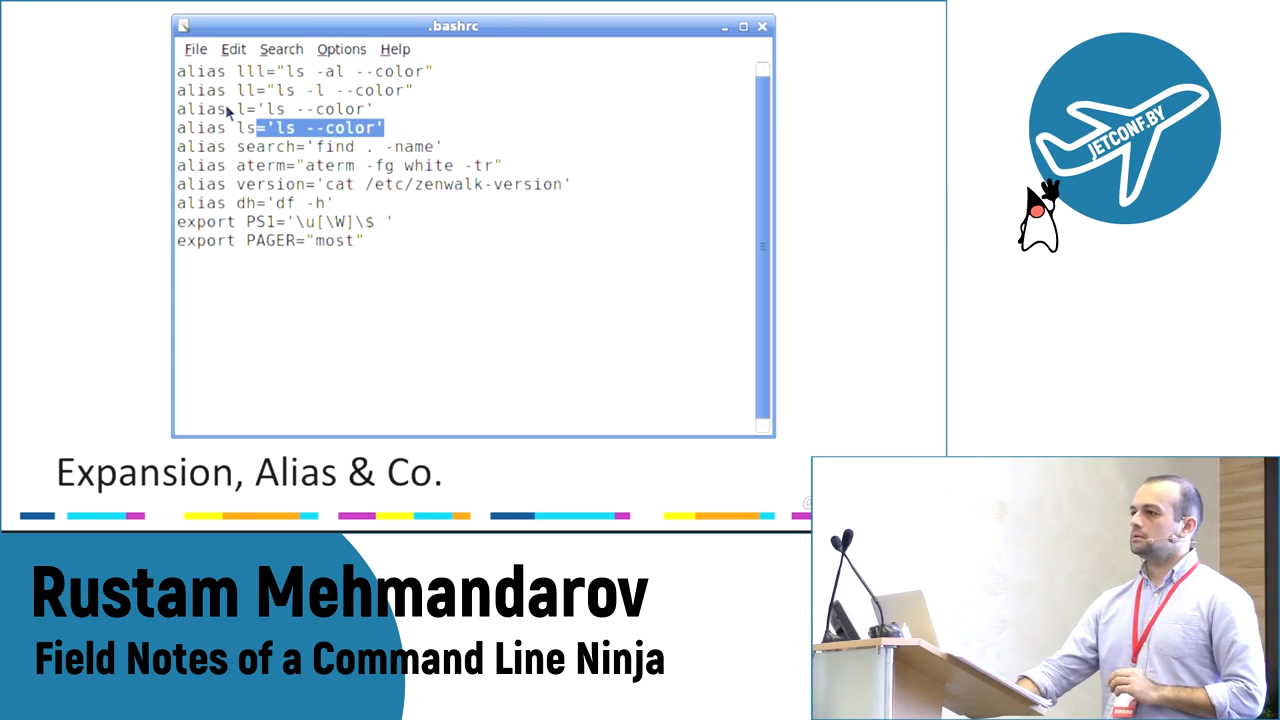 .bashrc
File Edit Search Options Help
alias lll="ls -al --color"
alias ll="ls -l --color"
alias l='ls --color'
alias ls='ls --color'
alias search='find . -name'
alias aterm="aterm -fg white -tr"
alias version='cat /etc/zenwalk-version'
alias dh='df -h'
export PS1='\u[\W]\$ '
export PAGER="most"
JETCONF.BY
Expansion, Alias & Co.
@
Rustam Mehmandarov
Field Notes of a Command Line Ninja